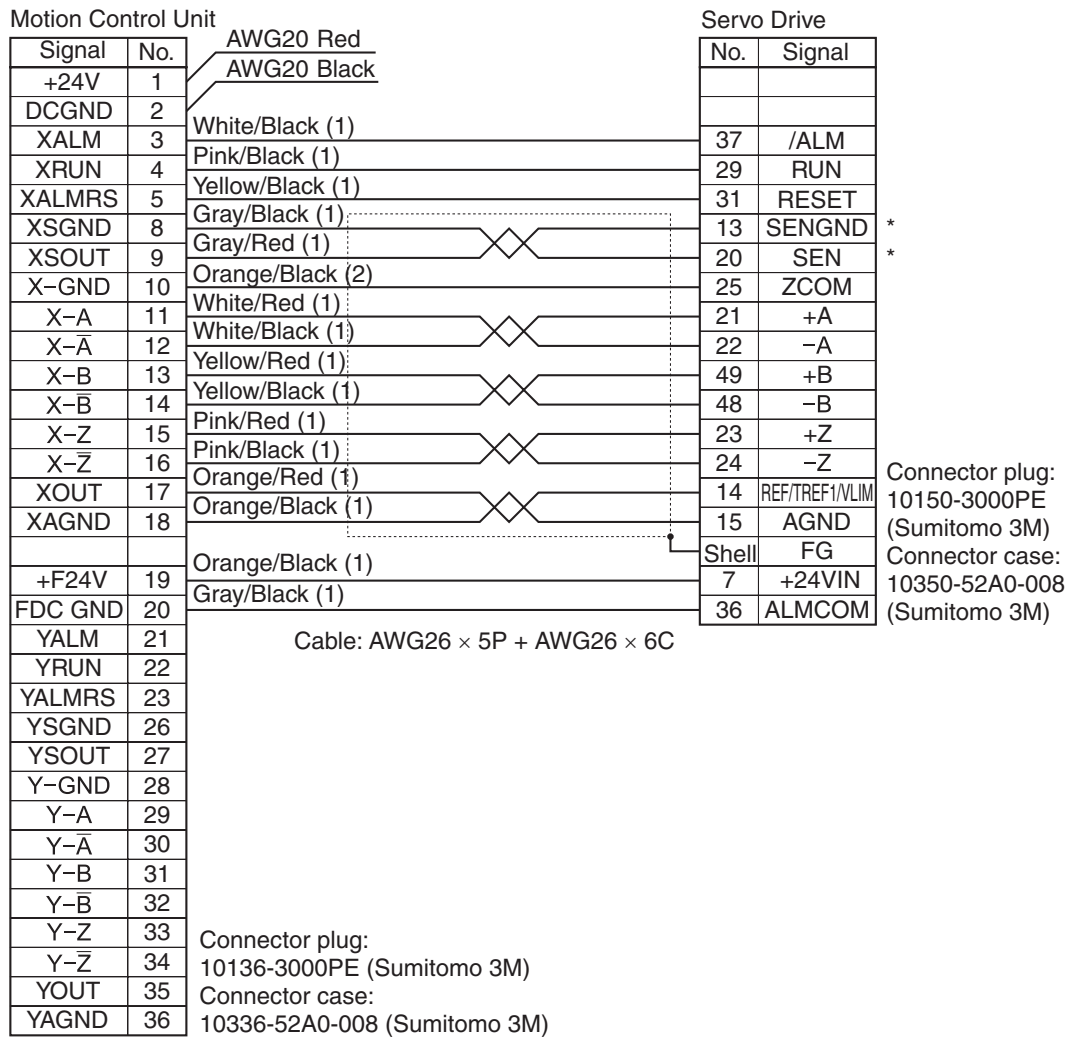 Motion Control Unit
Servo Drive
Signal No. AWG20 Red No. Signal
+24V 1 AWG20 Black
DCGND 2
XALM 3 White/Black (1) 37 /ALM
XRUN 4 Pink/Black (1) 29 RUN
XALMRS 5 Yellow/Black (1) 31 RESET
XSGND 8 Gray/Black (1) 13 SENGND *
XSOUT 9 Gray/Red (1) 20 SEN *
X−GND 10 Orange/Black (2) 25 ZCOM
X−A 11 White/Red (1) 21 +A
X−A̅ 12 White/Black (1) 22 −A
X−B 13 Yellow/Red (1) 49 +B
X−B̅ 14 Yellow/Black (1) 48 −B
X−Z 15 Pink/Red (1) 23 +Z
X−Z̅ 16 Pink/Black (1) 24 −Z
XOUT 17 Orange/Red (1) 14 REF/TREF1/VLIM
XAGND 18 Orange/Black (1) 15 AGND
Shell FG
+F24V 19 Orange/Black (1) 7 +24VIN
FDC GND 20 Gray/Black (1) 36 ALMCOM
Connector plug:
10150-3000PE
(Sumitomo 3M)
Connector case:
10350-52A0-008
(Sumitomo 3M)
YALM 21
Cable: AWG26 × 5P + AWG26 × 6C
YRUN 22
YALMRS 23
YSGND 26
YSOUT 27
Y−GND 28
Y−A 29
Y−A̅ 30
Y−B 31
Y−B̅ 32
Y−Z 33
Y−Z̅ 34
YOUT 35
YAGND 36
Connector plug:
10136-3000PE (Sumitomo 3M)
Connector case:
10336-52A0-008 (Sumitomo 3M)